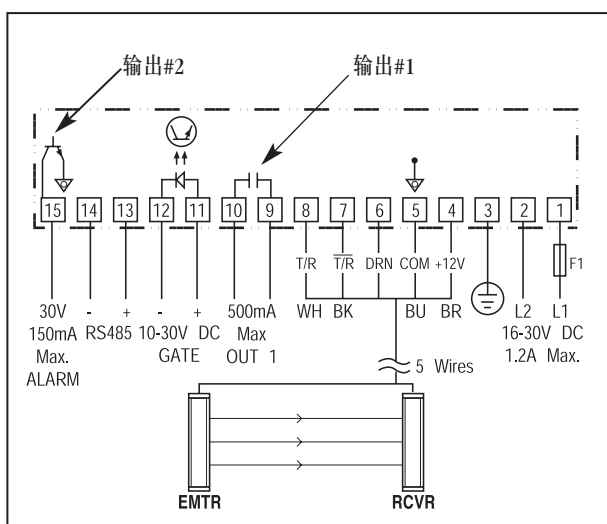 输出#2 输出#1
15 14 13 12 11 10 9 8 7 6 5 4 3 2 1
T/R T/R DRN COM +12V F1
30V - + - + 500mA WH BK BU BR L2 L1
150mA RS485 10-30V DC Max 16-30V DC
Max. GATE OUT 1 1.2A Max.
ALARM
5 Wires
EMTR RCVR